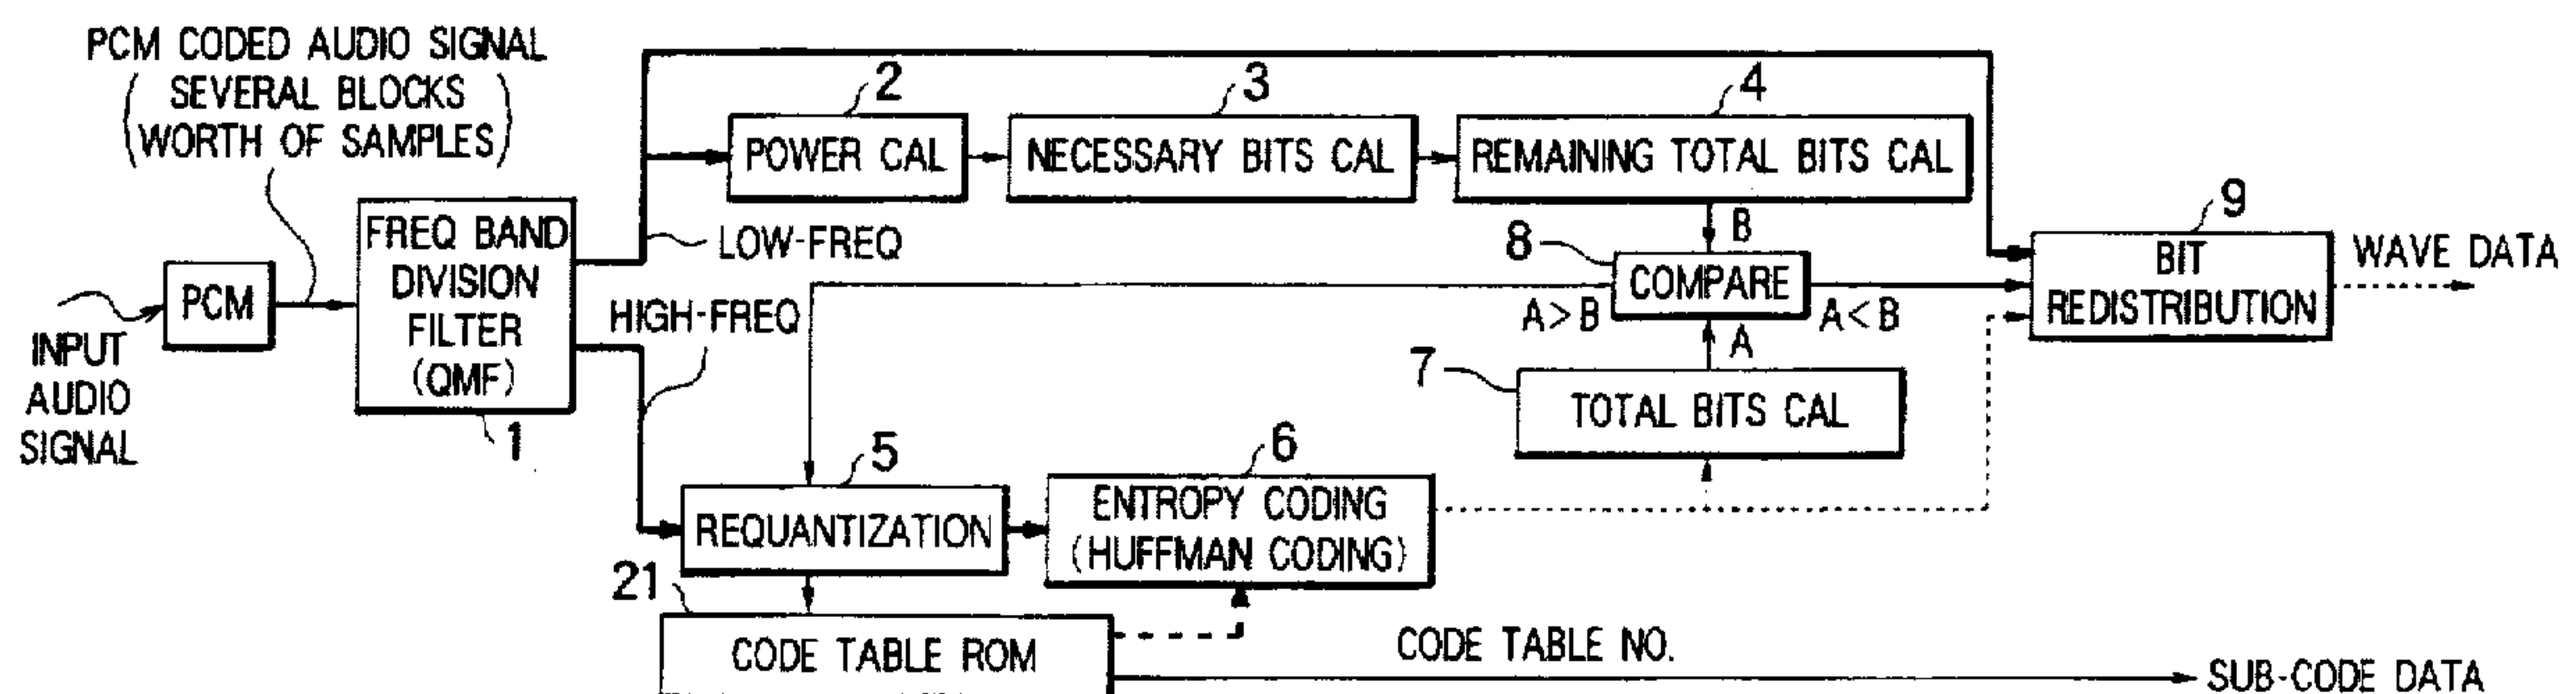 PCM CODED AUDIO SIGNAL
(SEVERAL BLOCKS
WORTH OF SAMPLES)
2
3
4
POWER CAL
NECESSARY BITS CAL
REMAINING TOTAL BITS CAL
9
FREQ BAND
DIVISION
FILTER
(QMF)
1
LOW-FREQ
8
B
COMPARE
A>B
A<B
A
BIT
REDISTRIBUTION
WAVE DATA
PCM
INPUT
AUDIO
SIGNAL
HIGH-FREQ
7
TOTAL BITS CAL
5
6
REQUANTIZATION
ENTROPY CODING
(HUFFMAN CODING)
21
CODE TABLE ROM
CODE TABLE NO.
SUB-CODE DATA